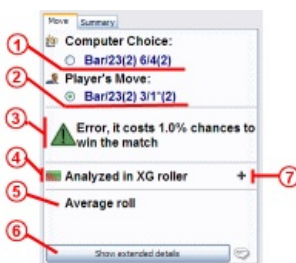 Move Summary
① Computer Choice:
Bar/23(2) 6/4(2)
② Player's Move:
Bar/23(2) 3/1*(2)
③ Error, it costs 1.0% chances to
win the match
④ Analyzed in XG roller + ⑦
⑤ Average roll
⑥ Show extended details